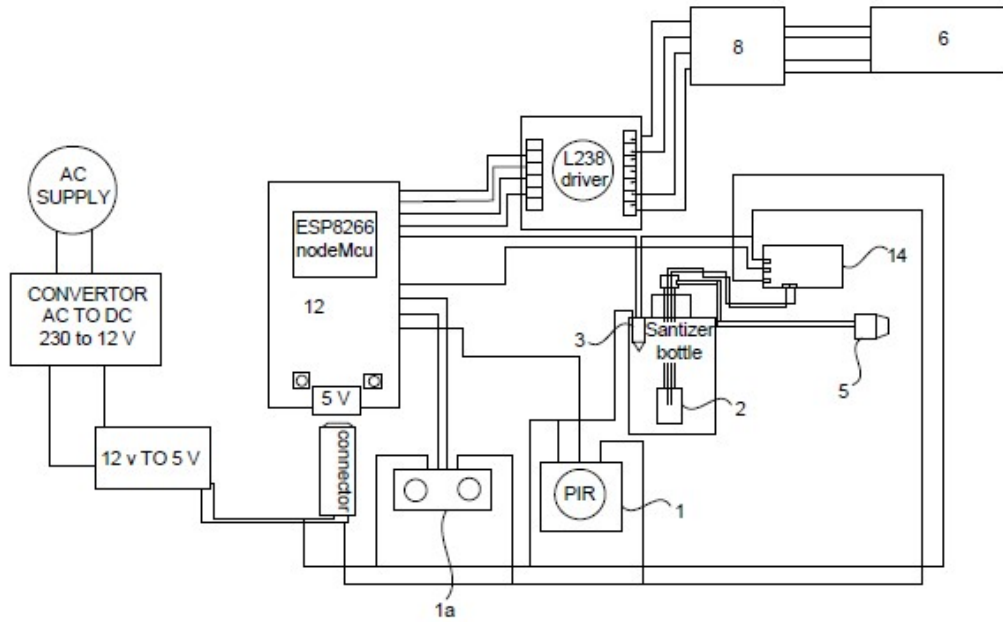 8
6
L238
driver
AC
SUPPLY
ESP8266
nodeMcu
12
14
CONVERTOR
AC TO DC
230 to 12 V
3
Santizer
bottle
5
5 V
2
12 v TO 5 V
connector
PIR
1
1a